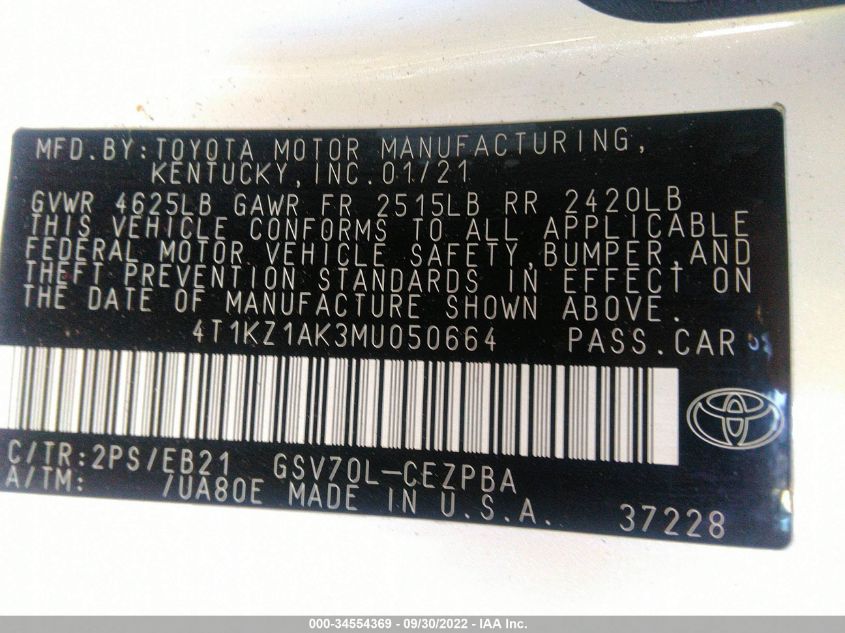 MFD.BY:TOYOTA MOTOR MANUFACTURING,
KENTUCKY,INC.01/21
GVWR 4625LB GAWR FR 2515LB RR 2420LB
THIS VEHICLE CONFORMS TO ALL APPLICABLE
FEDERAL MOTOR VEHICLE SAFETY,BUMPER,AND
THEFT PREVENTION STANDARDS IN EFFECT ON
THE DATE OF MANUFACTURE SHOWN ABOVE.
4T1KZ1AK3MU050664 PASS.CAR
C/TR:2PS/EB21 GSV70L-CEZPBA
A/TM: /UA80E MADE IN U.S.A. 37228
000-34554369 - 09/30/2022 - IAA Inc.